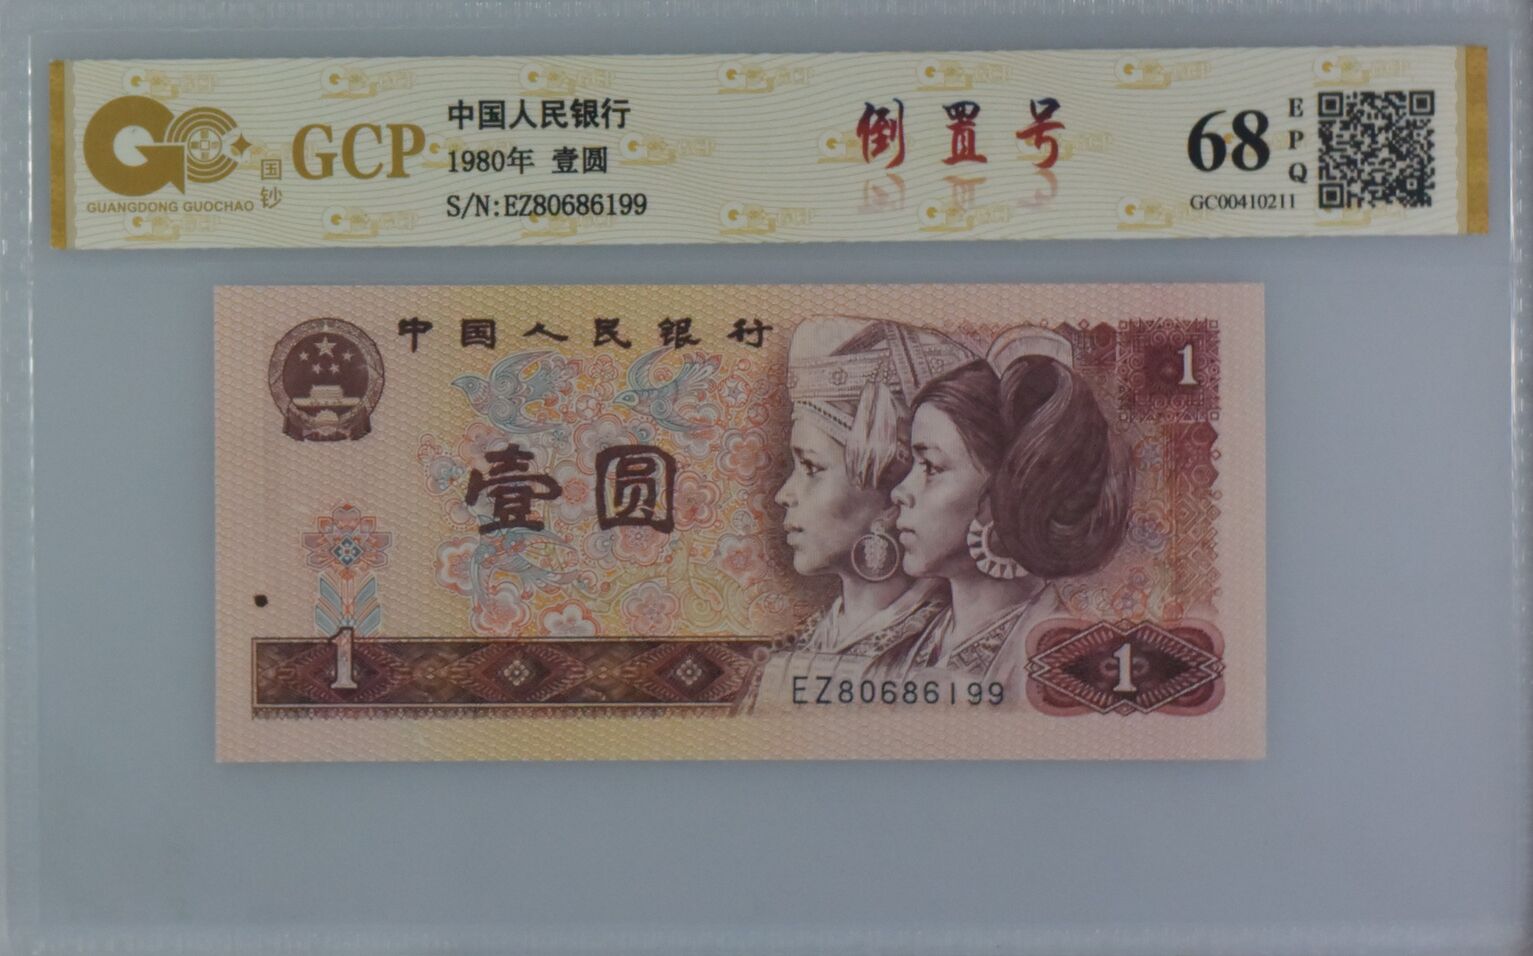 GCP
国钞
GUANGDONG GUOCHAO
中国人民银行
1980年 壹圆
S/N:EZ80686199
倒置号
68
EPQ
GC00410211
中国人民银行
1
壹圆
1
EZ80686199
1